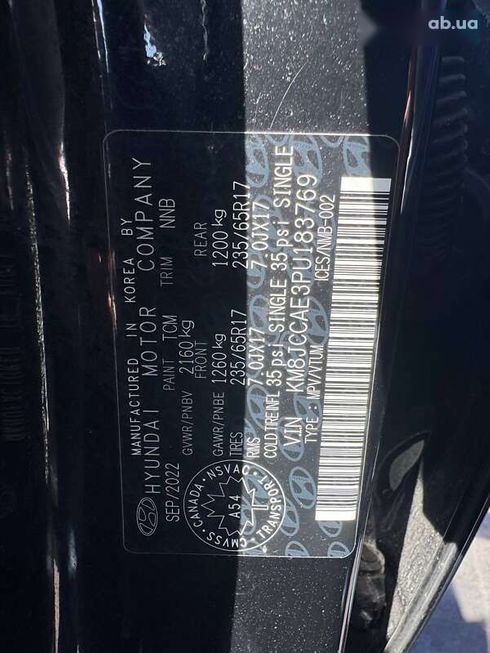 ab.ua
MANUFACTURED IN KOREA BY
HYUNDAI MOTOR COMPANY
SEP/2022 PAINT TCM TRIM NNB
GVWR/PNBV 2160 kg
FRONT REAR
GAWR/PNBE 1260 kg 1200 kg
TIRES 235/65R17 235/65R17
RIMS 7.0JX17 7.0JX17
COLD TIRE INFL 35 psi SINGLE 35 psi SINGLE
VIN KM8JCCAE3PU183769
TYPE: MPV/VTUM ICES/NMB-002
CANADA
NSVAC
CMVSS
TRANSPORT
A54
T